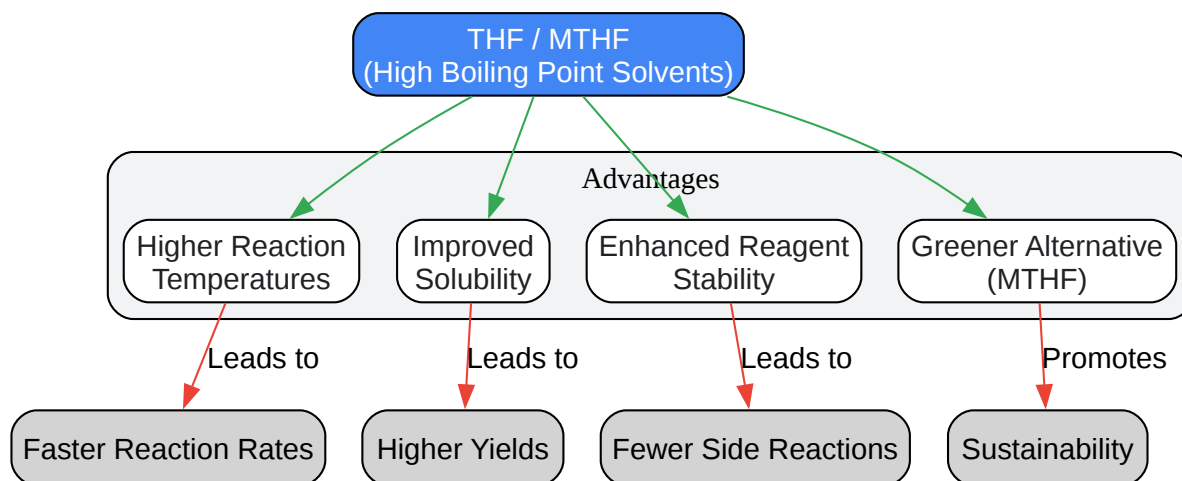 THF / MTHF
(High Boiling Point Solvents)
Advantages
Higher Reaction
Temperatures
Improved
Solubility
Enhanced Reagent
Stability
Greener Alternative
(MTHF)
Leads to
Leads to
Leads to
Promotes
Faster Reaction Rates
Higher Yields
Fewer Side Reactions
Sustainability